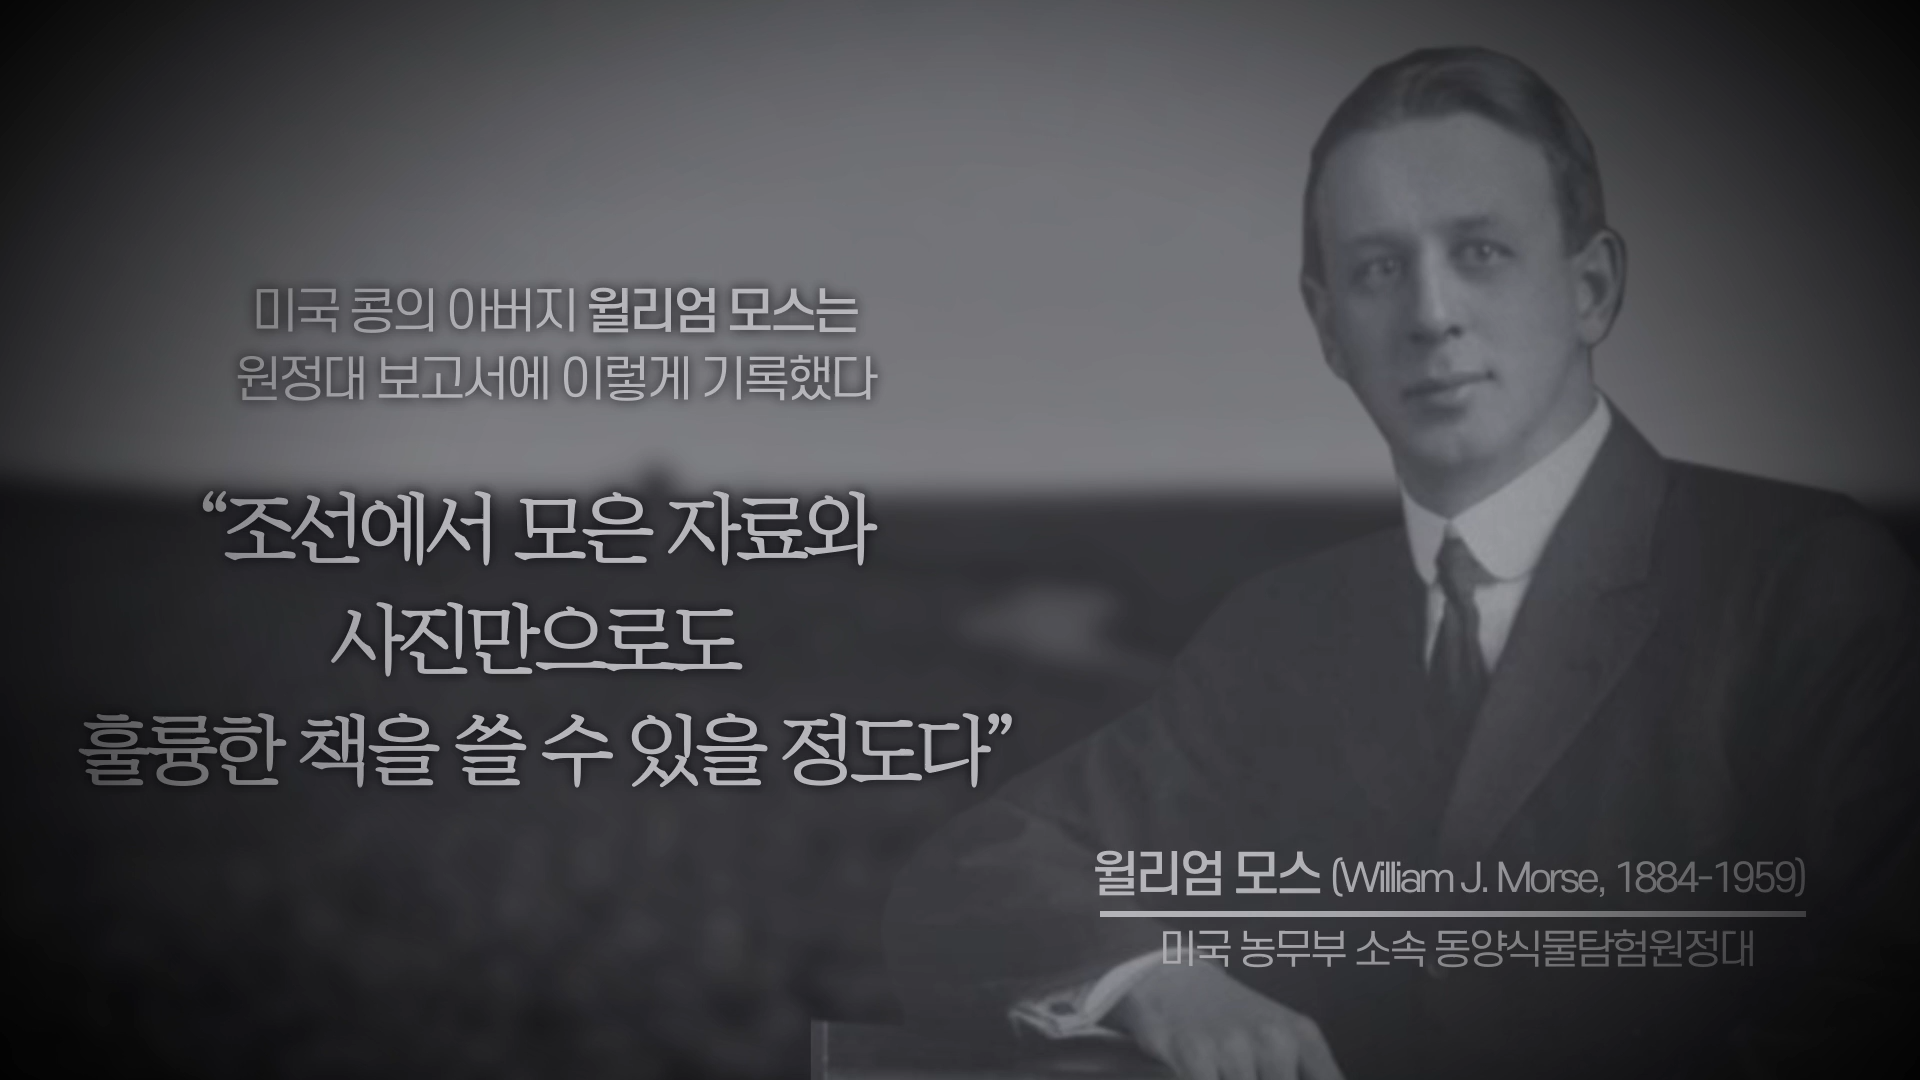 미국 콩의 아버지 윌리엄 모스는
원정대 보고서에 이렇게 기록했다
“조선에서 모은 자료와
사진만으로도
훌륭한 책을 쓸 수 있을 정도다”
윌리엄 모스 (William J. Morse, 1884-1959)
미국 농무부 소속 동양식물탐험원정대